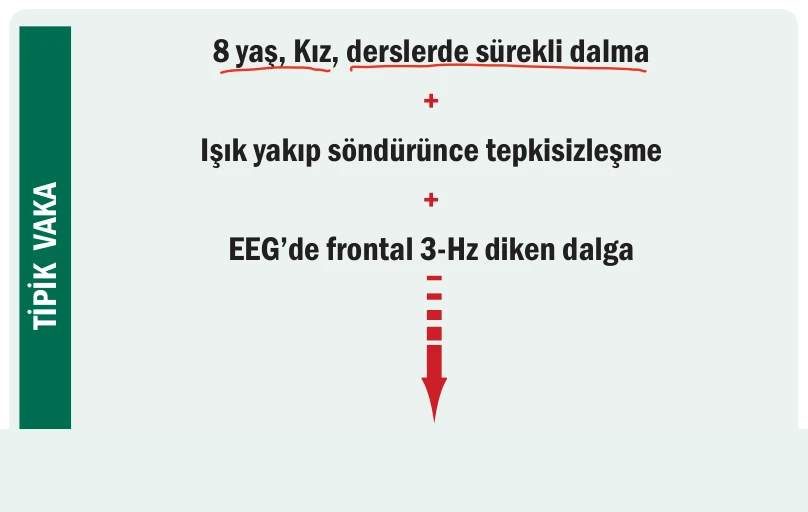 8 yaş, Kız, derslerde sürekli dalma
+
Işık yakıp söndürünce tepkisizleşme
+
EEG’de frontal 3-Hz diken dalga
TİPİK VAKA